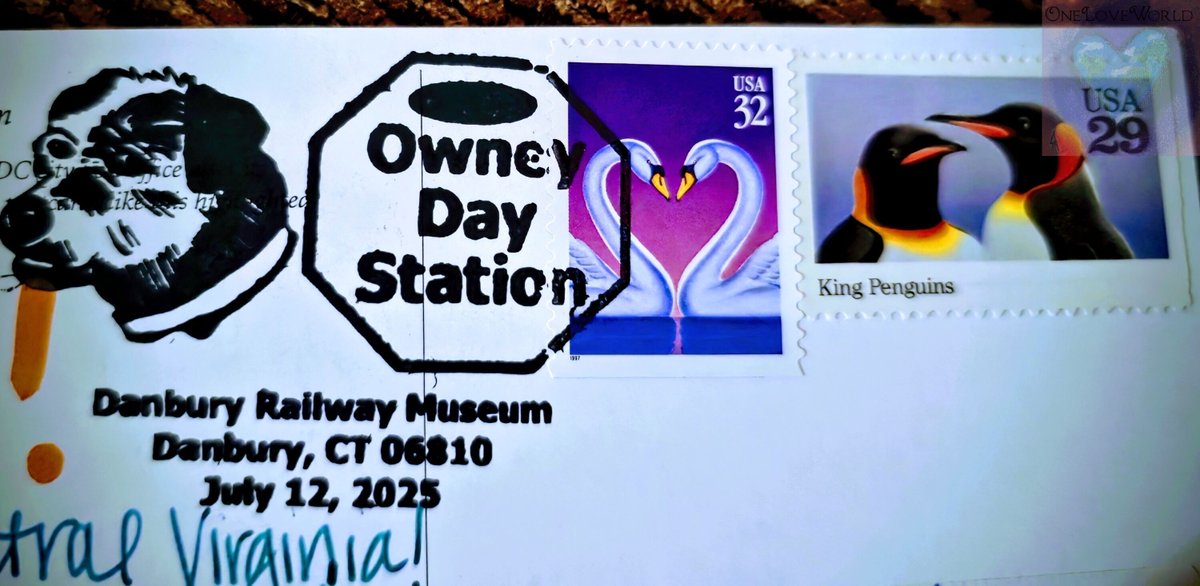 OneLoveWorld
USA
32
USA
29
King Penguins
1997
Owney
Day
Station
Danbury Railway Museum
Danbury, CT 06810
July 12, 2025
Virginia!